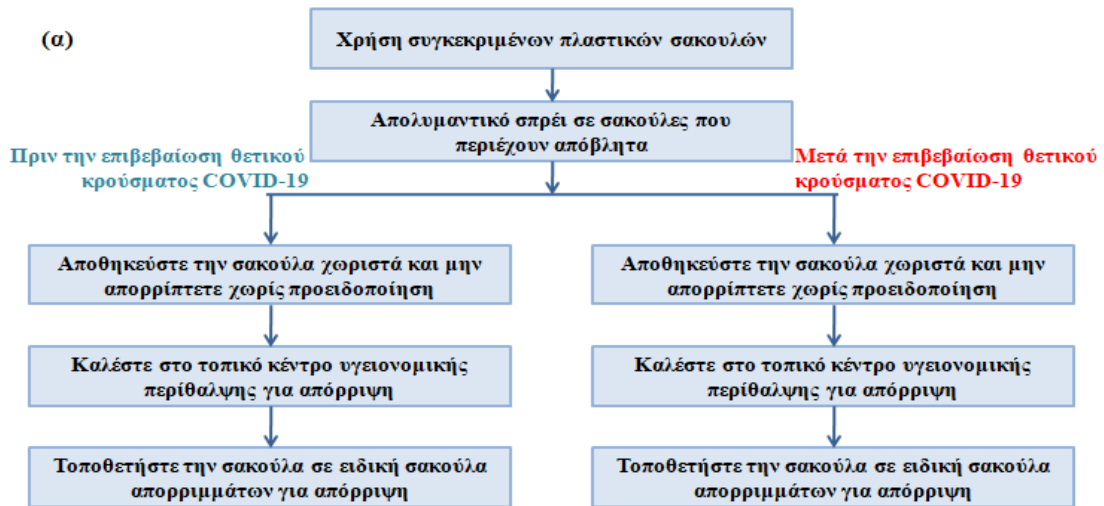 (α)
Χρήση συγκεκριμένων πλαστικών σακουλών
Απολυμαντικό σπρέι σε σακούλες που
περιέχουν απόβλητα
Πριν την επιβεβαίωση θετικού
κρούσματος COVID-19
Μετά την επιβεβαίωση θετικού
κρούσματος COVID-19
Αποθηκεύστε την σακούλα χωριστά και μην
απορρίπτετε χωρίς προειδοποίηση
Καλέστε στο τοπικό κέντρο υγειονομικής
περίθαλψης για απόρριψη
Τοποθετήστε την σακούλα σε ειδική σακούλα
απορριμμάτων για απόρριψη
Αποθηκεύστε την σακούλα χωριστά και μην
απορρίπτετε χωρίς προειδοποίηση
Καλέστε στο τοπικό κέντρο υγειονομικής
περίθαλψης για απόρριψη
Τοποθετήστε την σακούλα σε ειδική σακούλα
απορριμμάτων για απόρριψη